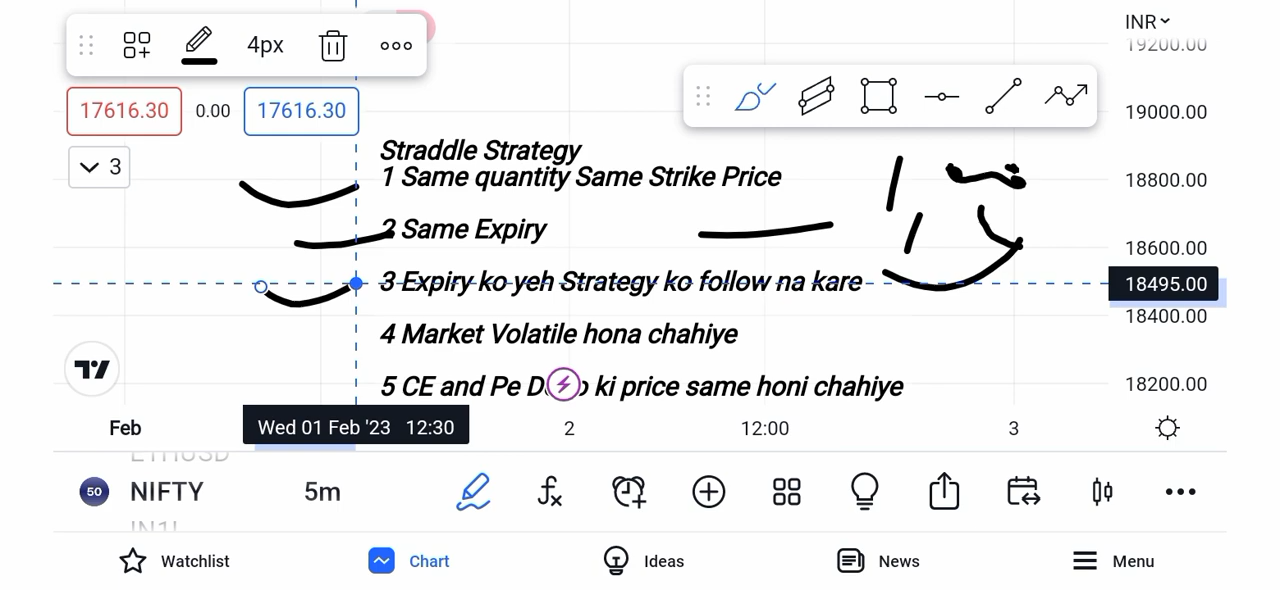 INR
19200.00
4px
17616.30 0.00 17616.30
19000.00
3
Straddle Strategy
1 Same quantity Same Strike Price
18800.00
2 Same Expiry
18600.00
3 Expiry ko yeh Strategy ko follow na kare
18495.00
18400.00
4 Market Volatile hona chahiye
5 CE and Pe ki price same honi chahiye
18200.00
Feb Wed 01 Feb '23 12:30 2 12:00 3
ETHUSD
50 NIFTY 5m
Watchlist Chart Ideas News Menu